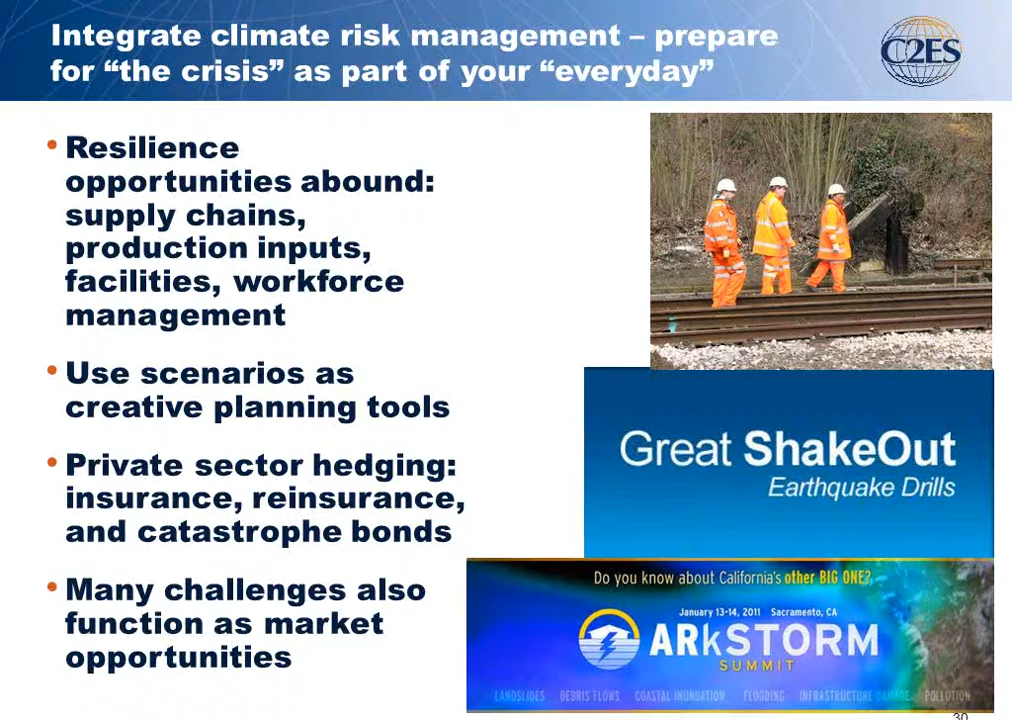 Integrate climate risk management – prepare
for “the crisis” as part of your “everyday”
C2ES
• Resilience
opportunities abound:
supply chains,
production inputs,
facilities, workforce
management
• Use scenarios as
creative planning tools
• Private sector hedging:
insurance, reinsurance,
and catastrophe bonds
• Many challenges also
function as market
opportunities
Great ShakeOut
Earthquake Drills
Do you know about California's other BIG ONE?
January 13-14, 2011 Sacramento, CA
ARkSTORM
SUMMIT
LANDSLIDES DEBRIS FLOWS COASTAL INUNDATION FLOODING INFRASTRUCTURE DAMAGE POLLUTION
30